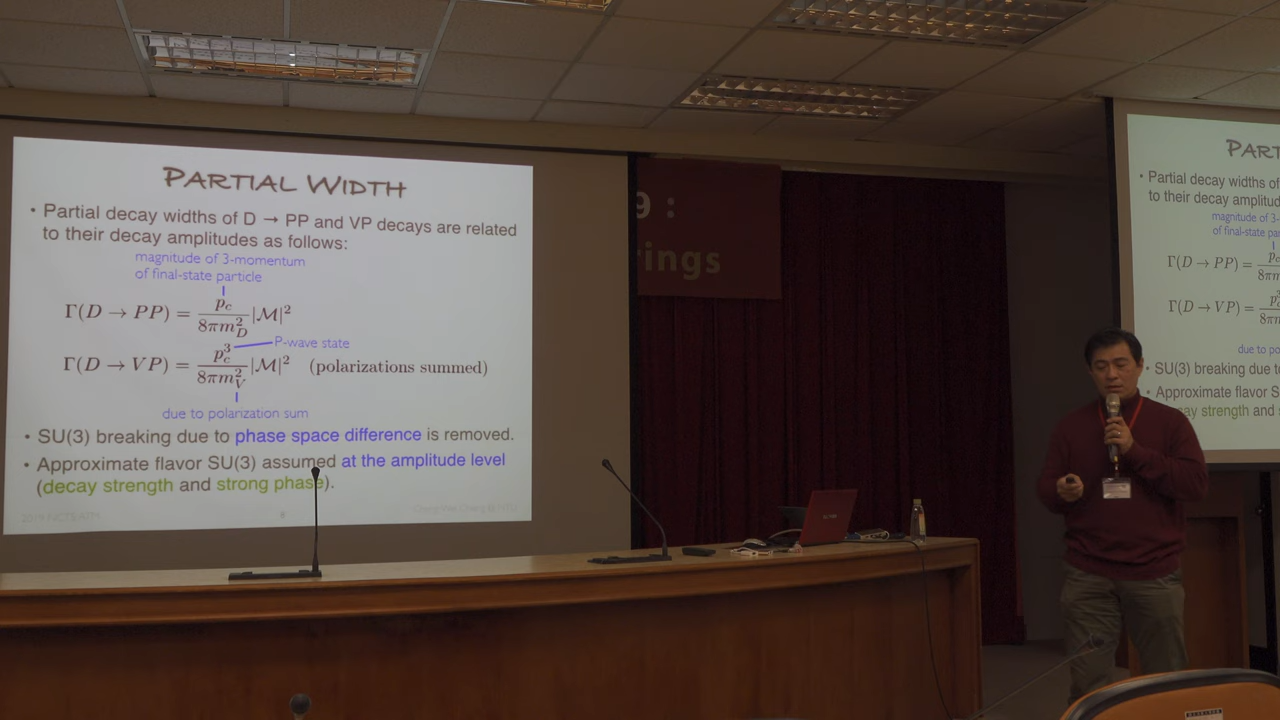 PARTIAL WIDTH
• Partial decay widths of D → PP and VP decays are related
to their decay amplitudes as follows:
magnitude of 3-momentum
of final-state particle
Γ(D → PP) = p_c / 8πm_D^2 |M|^2
P-wave state
Γ(D → VP) = p_c^3 / 8πm_V^2 |M|^2 (polarizations summed)
due to polarization sum
• SU(3) breaking due to phase space difference is removed.
• Approximate flavor SU(3) assumed at the amplitude level
(decay strength and strong phase).
9 :
rings
PART
• Partial decay widths of
to their decay amplitud
magnitude of 3-
of final-state par
Γ(D → PP) =
Γ(D → VP) =
due to po
SU(3) breaking due to
Approximate flavor S
ay strength and